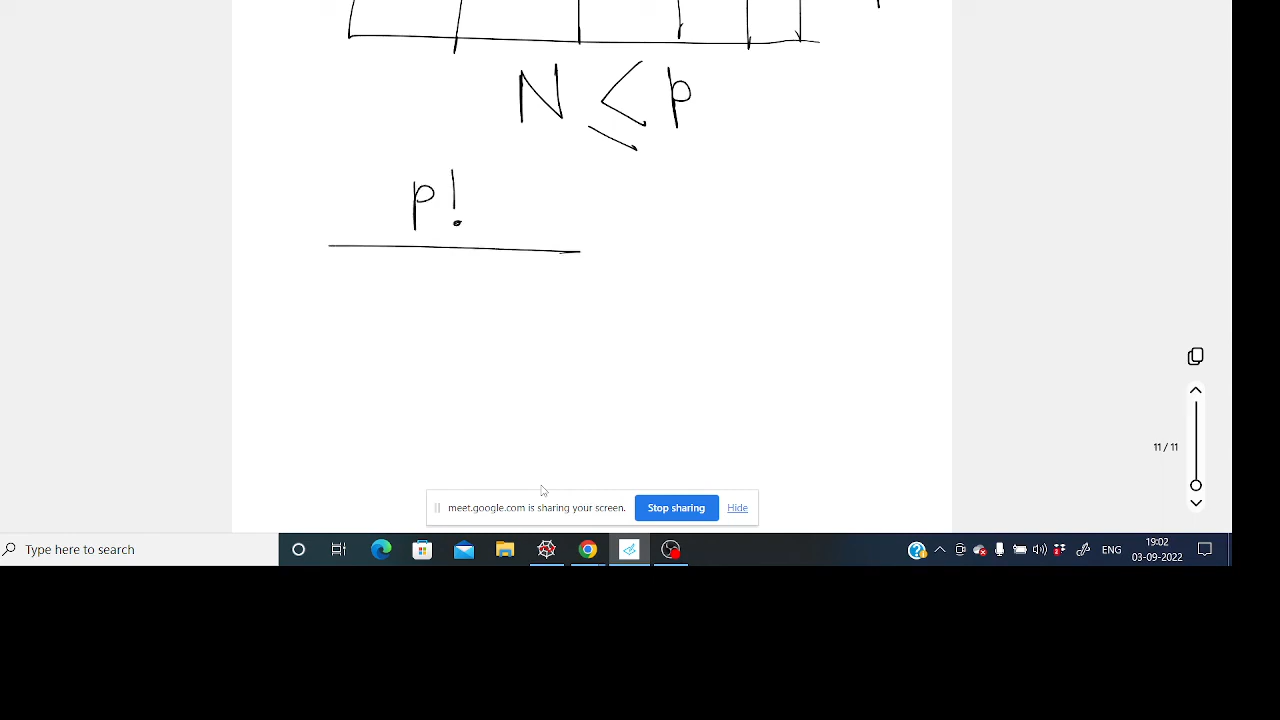 N ≤ p
p!
11 / 11
meet.google.com is sharing your screen. Stop sharing Hide
Type here to search
ENG
19:02
03-09-2022